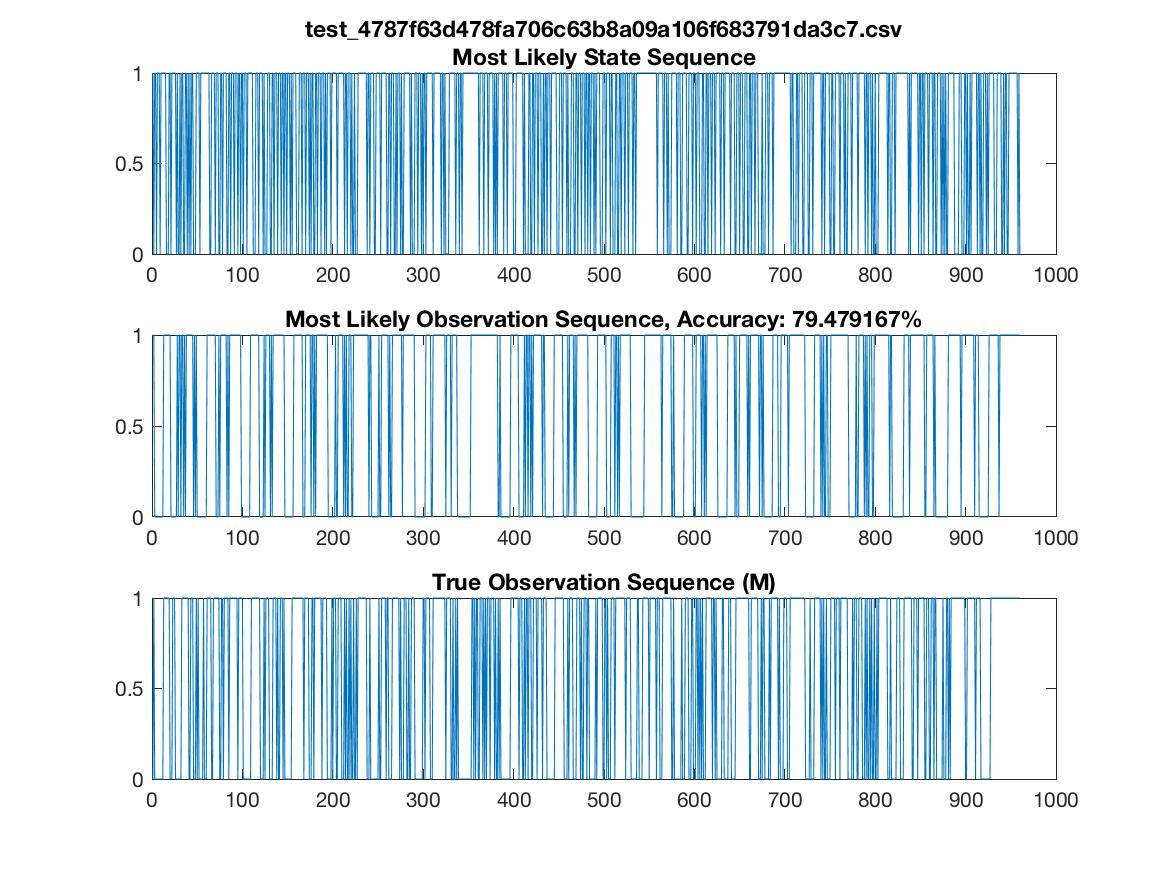 test_4787f63d478fa706c63b8a09a106f683791da3c7.csv
Most Likely State Sequence
1
0.5
0
0 100 200 300 400 500 600 700 800 900 1000
Most Likely Observation Sequence, Accuracy: 79.479167%
1
0.5
0
0 100 200 300 400 500 600 700 800 900 1000
True Observation Sequence (M)
1
0.5
0
0 100 200 300 400 500 600 700 800 900 1000